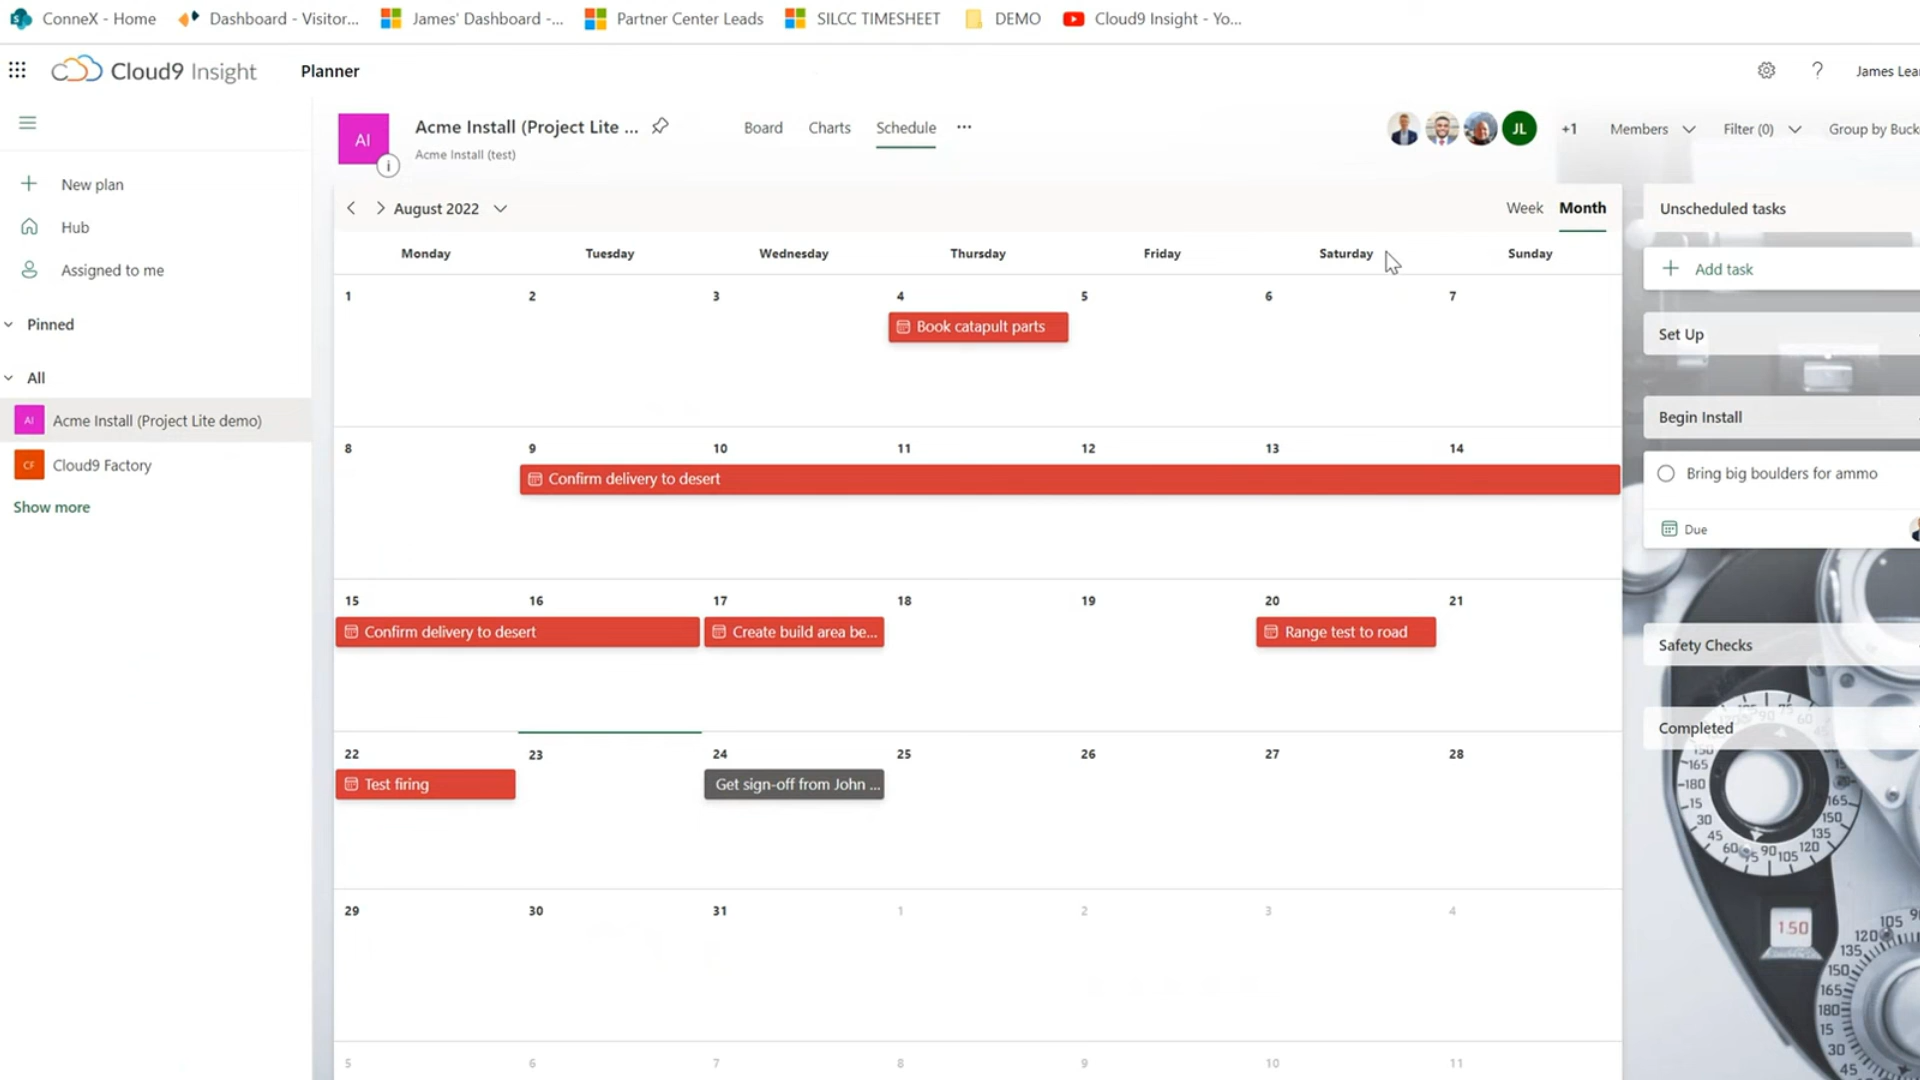 ConneX - Home
Dashboard - Visitor...
James' Dashboard -...
Partner Center Leads
SILCC TIMESHEET
DEMO
Cloud9 Insight - Yo...
Cloud9 Insight
Planner
?
James Lear
AI
Acme Install (Project Lite ...
Acme Install (test)
Board
Charts
Schedule
JL
+1
Members
Filter (0)
Group by Buck
New plan
Hub
Assigned to me
Pinned
All
AI Acme Install (Project Lite demo)
CF Cloud9 Factory
Show more
August 2022
Week
Month
Monday Tuesday Wednesday Thursday Friday Saturday Sunday
1 2 3 4 5 6 7
Book catapult parts
8 9 10 11 12 13 14
Confirm delivery to desert
15 16 17 18 19 20 21
Confirm delivery to desert
Create build area be...
Range test to road
22 23 24 25 26 27 28
Test firing
Get sign-off from John ...
29 30 31 1 2 3 4
5 6 7 8 9 10 11
Unscheduled tasks
Add task
Set Up
Begin Install
Bring big boulders for ammo
Due
Safety Checks
Completed
150